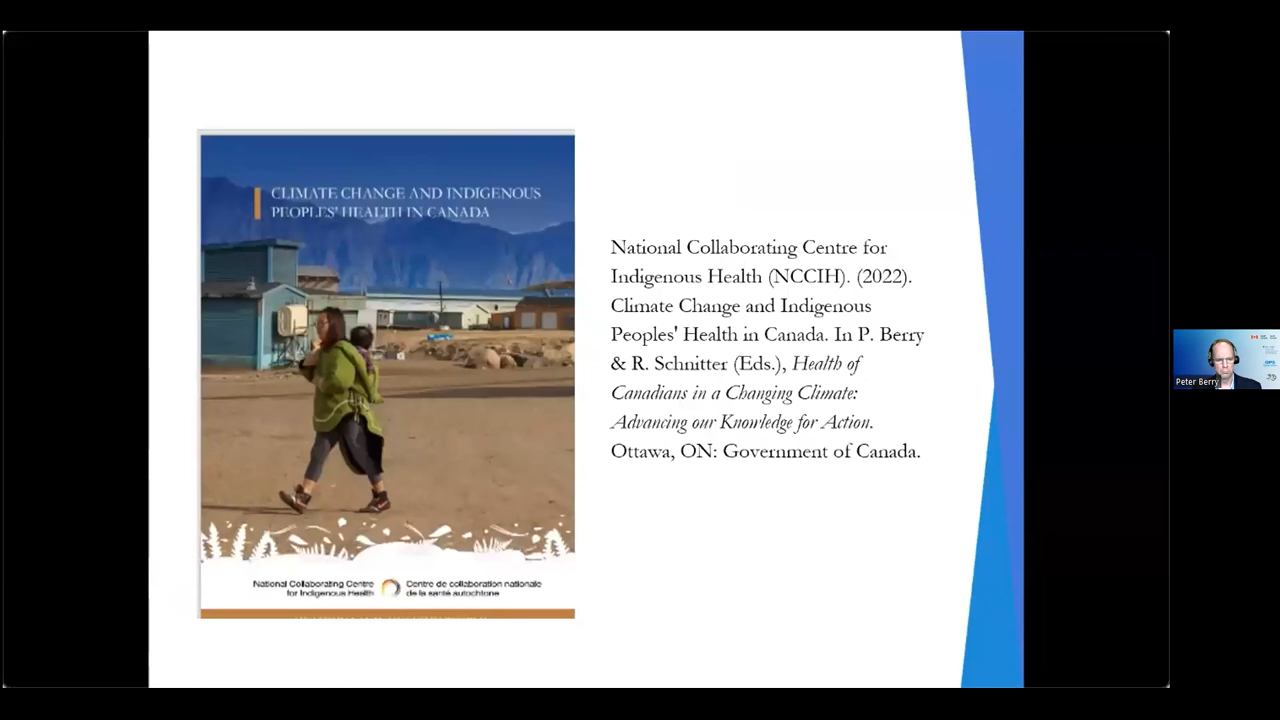 CLIMATE CHANGE AND INDIGENOUS
PEOPLES' HEALTH IN CANADA
National Collaborating Centre
for Indigenous Health
Centre de collaboration nationale
de la santé autochtone
National Collaborating Centre for
Indigenous Health (NCCIH). (2022).
Climate Change and Indigenous
Peoples' Health in Canada. In P. Berry
& R. Schnitter (Eds.), Health of
Canadians in a Changing Climate:
Advancing our Knowledge for Action.
Ottawa, ON: Government of Canada.
Peter Berry